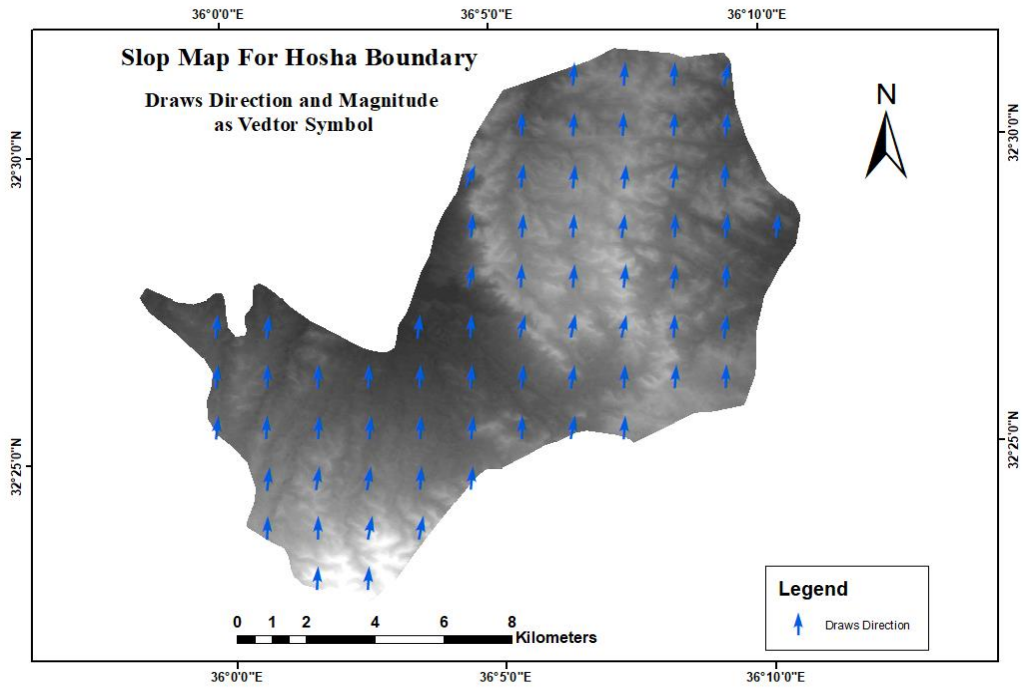 36°0'0"E 36°5'0"E 36°10'0"E
Slop Map For Hosha Boundary
Draws Direction and Magnitude
as Vedtor Symbol
N
32°30'0"N 32°30'0"N
32°25'0"N 32°25'0"N
Legend
Draws Direction
0 1 2 4 6 8
Kilometers
36°0'0"E 36°5'0"E 36°10'0"E